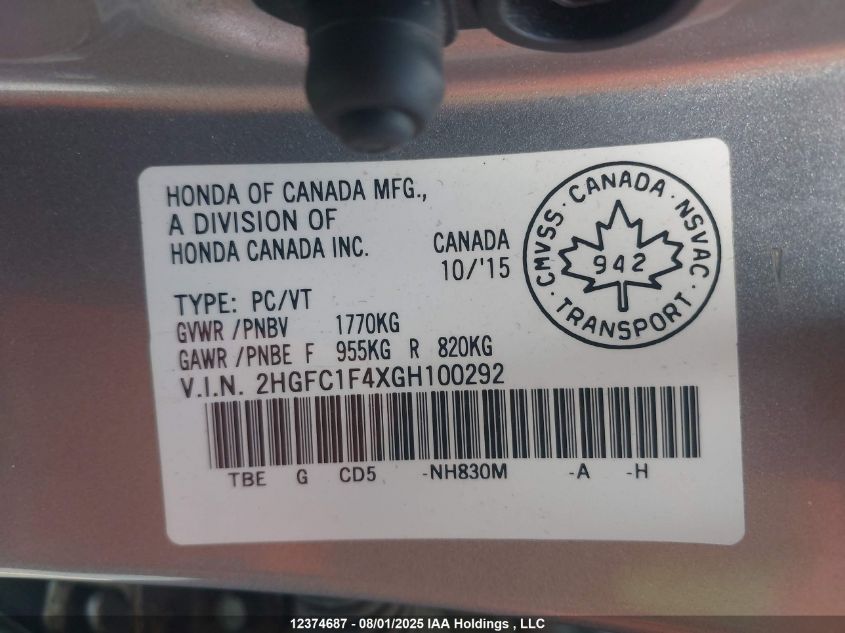 HONDA OF CANADA MFG.,
A DIVISION OF
HONDA CANADA INC.
CANADA
10/'15
CMVSS · CANADA · NSVAC · TRANSPORT ·
942
TYPE: PC/VT
GVWR /PNBV 1770KG
GAWR /PNBE F 955KG R 820KG
V.I.N. 2HGFC1F4XGH100292
TBE G CD5 -NH830M -A -H
12374687 - 08/01/2025 IAA Holdings , LLC